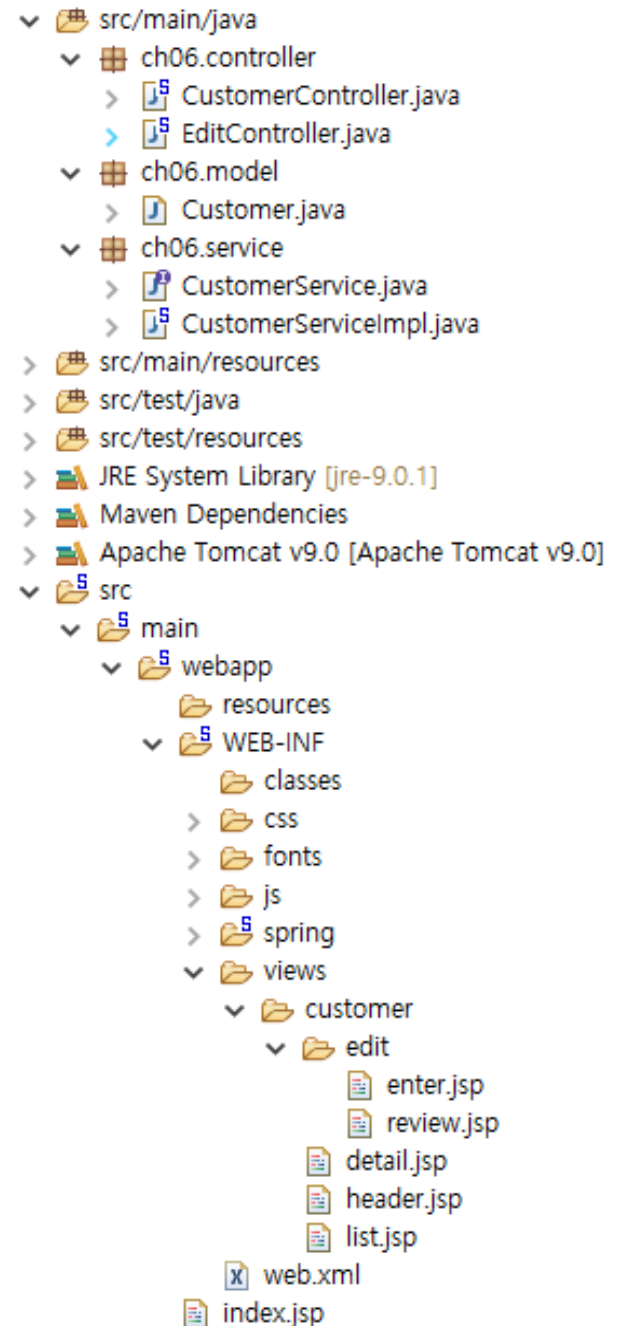 src/main/java
ch06.controller
CustomerController.java
EditController.java
ch06.model
Customer.java
ch06.service
CustomerService.java
CustomerServiceImpl.java
src/main/resources
src/test/java
src/test/resources
JRE System Library [jre-9.0.1]
Maven Dependencies
Apache Tomcat v9.0 [Apache Tomcat v9.0]
src
main
webapp
resources
WEB-INF
classes
css
fonts
js
spring
views
customer
edit
enter.jsp
review.jsp
detail.jsp
header.jsp
list.jsp
web.xml
index.jsp